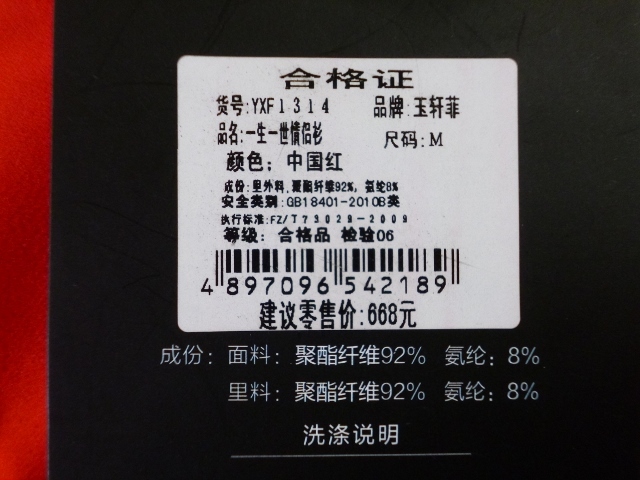 合格证
货号:YXF1314 品牌:玉轩菲
品名:一生一世情侣衫 尺码:M
颜色:中国红
成份:里外料、聚酯纤维92%,氨纶8%
安全类别:GB18401-2010B类
执行标准:FZ/T73029-2009
等级:合格品 检验06
4 897096 542189
建议零售价:668元
成份:面料:聚酯纤维92% 氨纶:8%
里料:聚酯纤维92% 氨纶:8%
洗涤说明